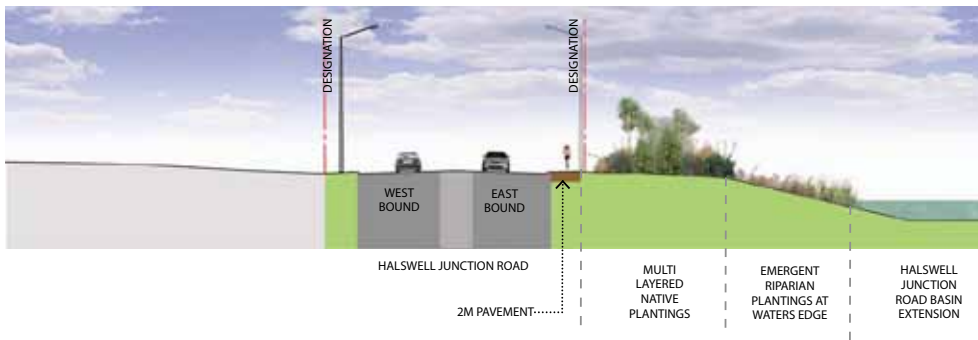 DESIGNATION
DESIGNATION
WEST
BOUND
EAST
BOUND
HALSWELL JUNCTION ROAD
2M PAVEMENT
MULTI
LAYERED
NATIVE
PLANTINGS
EMERGENT
RIPARIAN
PLANTINGS AT
WATERS EDGE
HALSWELL
JUNCTION
ROAD BASIN
EXTENSION